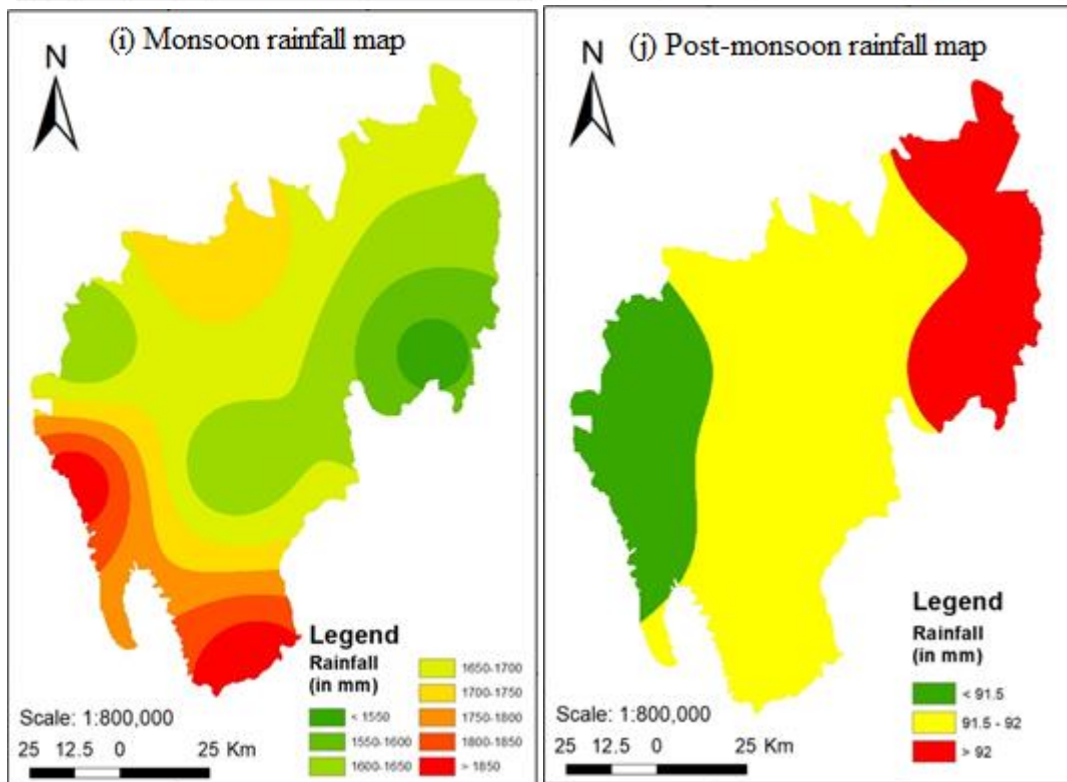 (i) Monsoon rainfall map
N
Legend
Rainfall
(in mm)
< 1550
1550-1600
1600-1650
1650-1700
1700-1750
1750-1800
1800-1850
> 1850
Scale: 1:800,000
25 12.5 0 25 Km
(j) Post-monsoon rainfall map
N
Legend
Rainfall
(in mm)
< 91.5
91.5 - 92
> 92
Scale: 1:800,000
25 12.5 0 25 Km